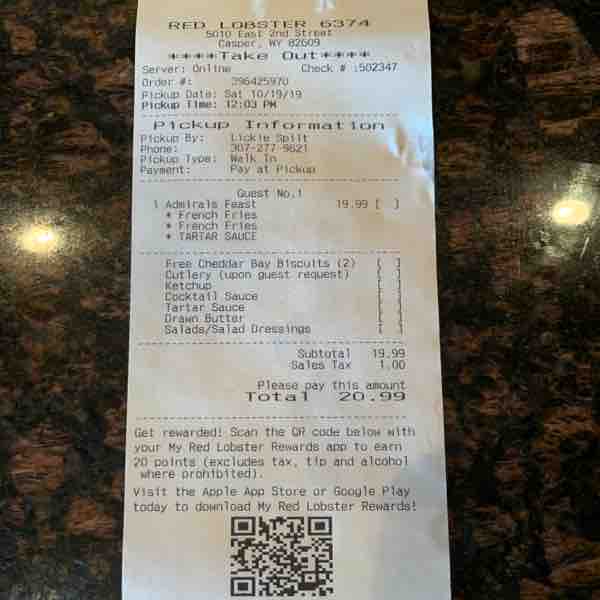 RED LOBSTER 6374
5010 East 2nd Street
Casper, WY 82609
****Take Out****
Server: Online Check # :502347
Order #: 396425970
Pickup Date: Sat 10/19/19
Pickup Time: 12:03 PM
Pickup Information
Pickup By: Lickie Spilt
Phone: 307-277-9621
Pickup Type: Walk In
Payment: Pay at Pickup
Guest No.1
1 Admirals Feast 19.99 [ ]
* French Fries
* French Fries
* TARTAR SAUCE
Free Cheddar Bay Biscuits (2) [ ]
Cutlery (upon guest request) [ ]
Ketchup [ ]
Cocktail Sauce [ ]
Tartar Sauce [ ]
Drawn Butter [ ]
Salads/Salad Dressings [ ]
Subtotal 19.99
Sales Tax 1.00
Please pay this amount
Total 20.99
Get rewarded! Scan the QR code below with
your My Red Lobster Rewards app to earn
20 points (excludes tax, tip and alcohol
where prohibited).
Visit the Apple App Store or Google Play
today to download My Red Lobster Rewards!